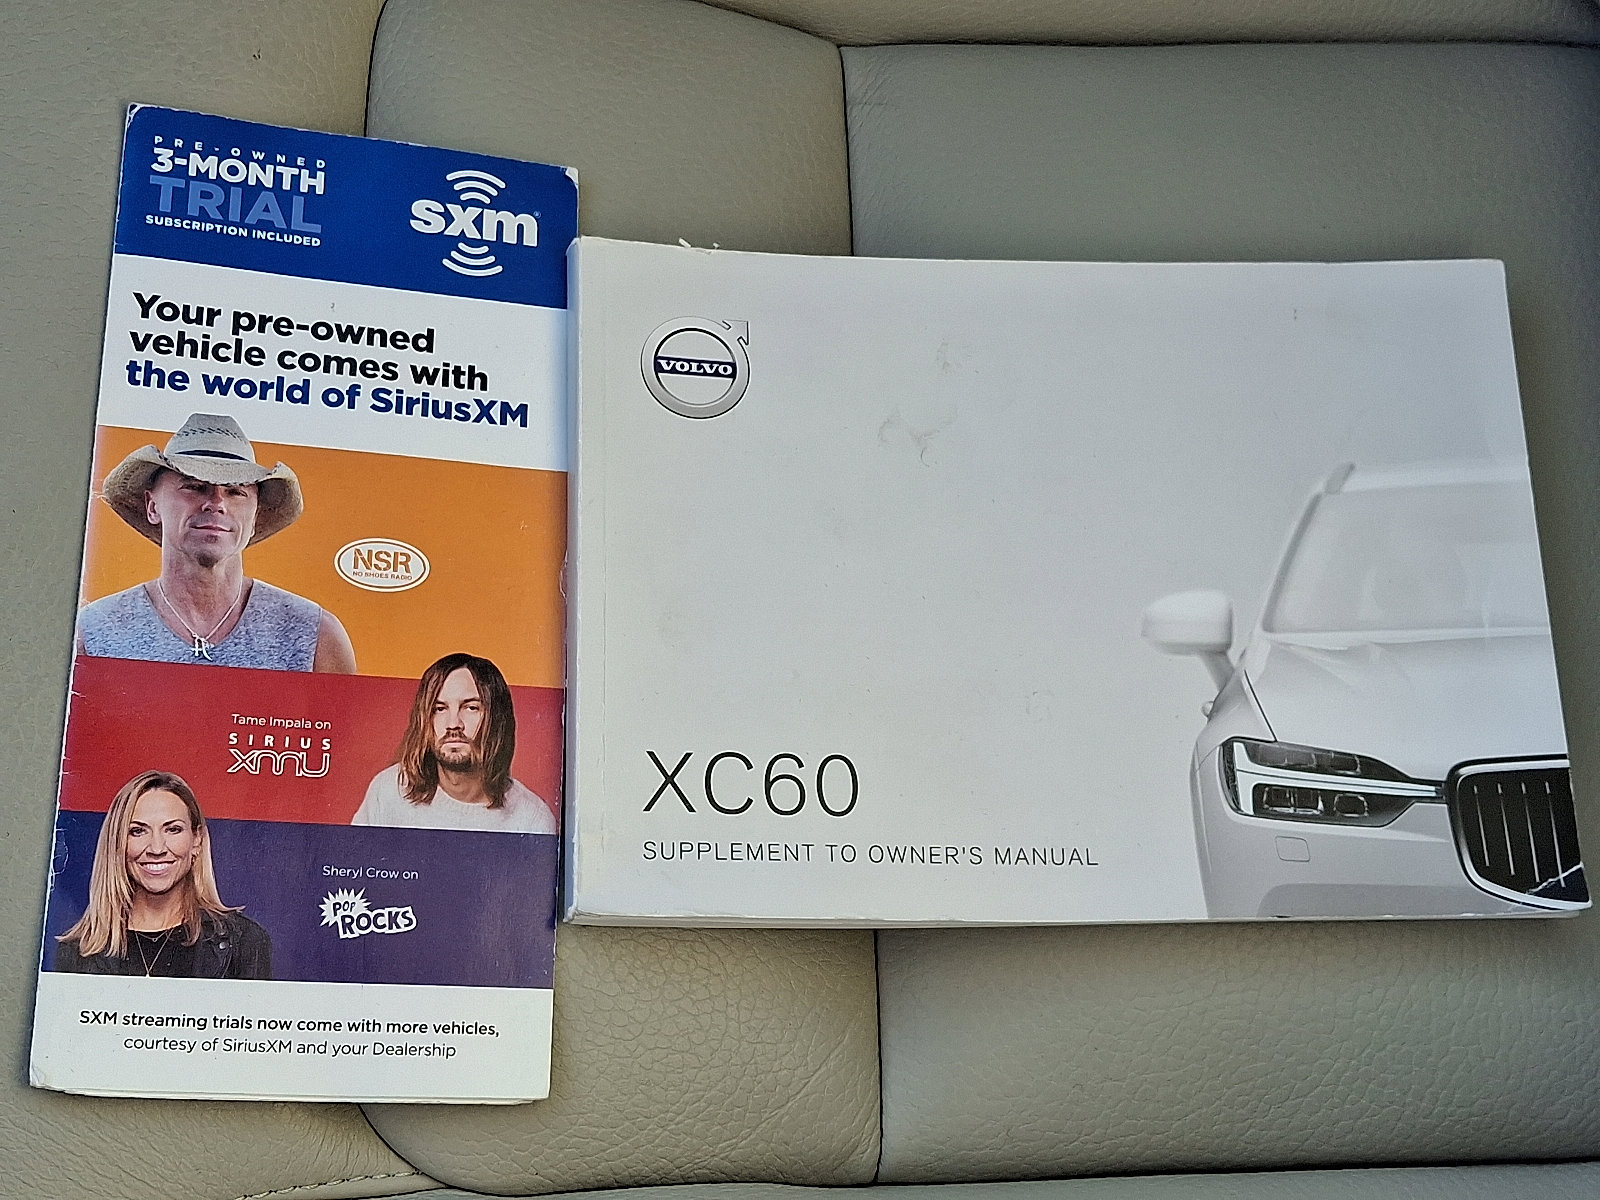 PRE-OWNED
3-MONTH
TRIAL
SUBSCRIPTION INCLUDED
sxm
Your pre-owned
vehicle comes with
the world of SiriusXM
NSR
NO SHOES RADIO
Tame Impala on
SIRIUS
xmu
Sheryl Crow on
POP
ROCKS
SXM streaming trials now come with more vehicles,
courtesy of SiriusXM and your Dealership
VOLVO
XC60
SUPPLEMENT TO OWNER'S MANUAL